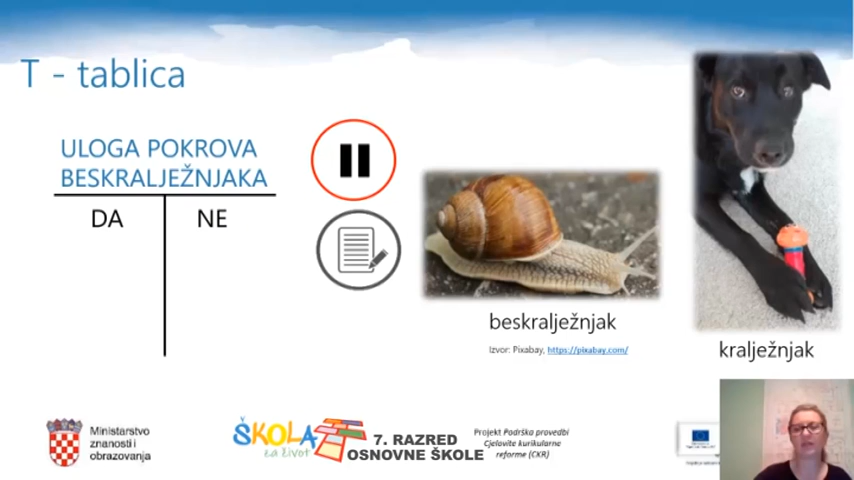 T - tablica
ULOGA POKROVA
BESKRALJEŽNJAKA
DA
NE
beskralježnjak
Izvor: Pixabay, https://pixabay.com/
kralježnjak
Ministarstvo
znanosti i
obrazovanja
ŠKOLA
za život
7. RAZRED
OSNOVNE ŠKOLE
Projekt Podrška provedbi
Cjelovite kurikularne
reforme (CKR)